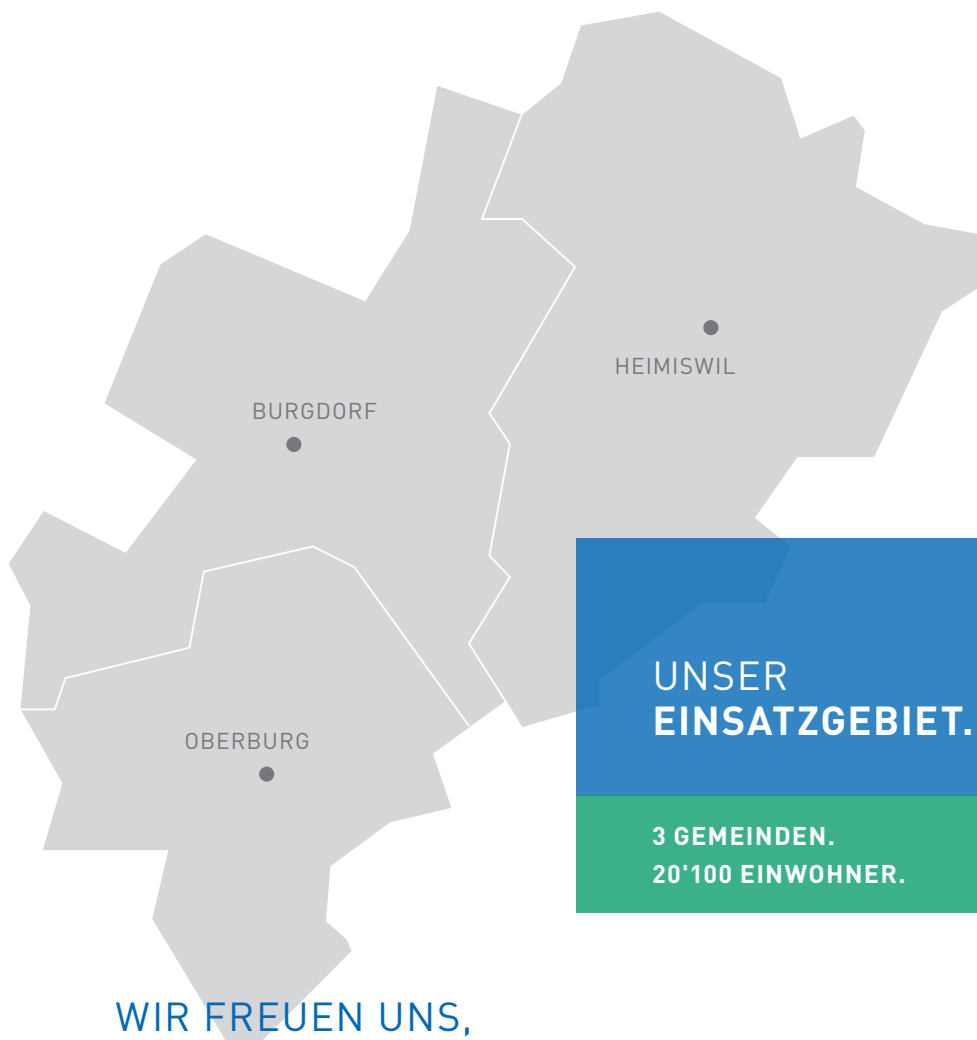 HEIMISWIL
BURGDORF
UNSER
EINSATZGEBIET.
OBERBURG
3 GEMEINDEN.
20'100 EINWOHNER.
WIR FREUEN UNS,